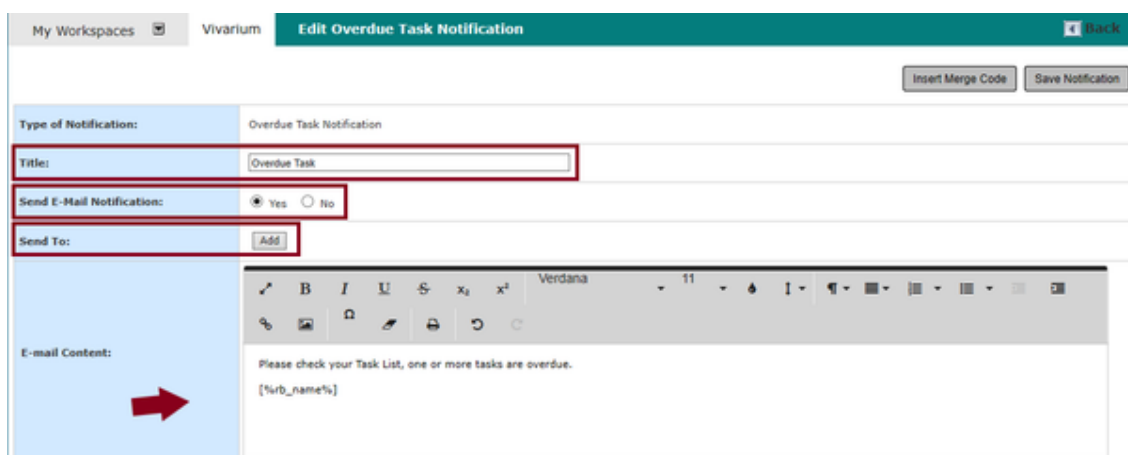 My Workspaces Vivarium Edit Overdue Task Notification Back
Insert Merge Code Save Notification
Type of Notification: Overdue Task Notification
Title: Overdue Task
Send E-Mail Notification: Yes No
Send To: Add
B I U S x₂ x² Verdana 11
Ω
E-mail Content:
Please check your Task List, one or more tasks are overdue.
[%rb_name%]